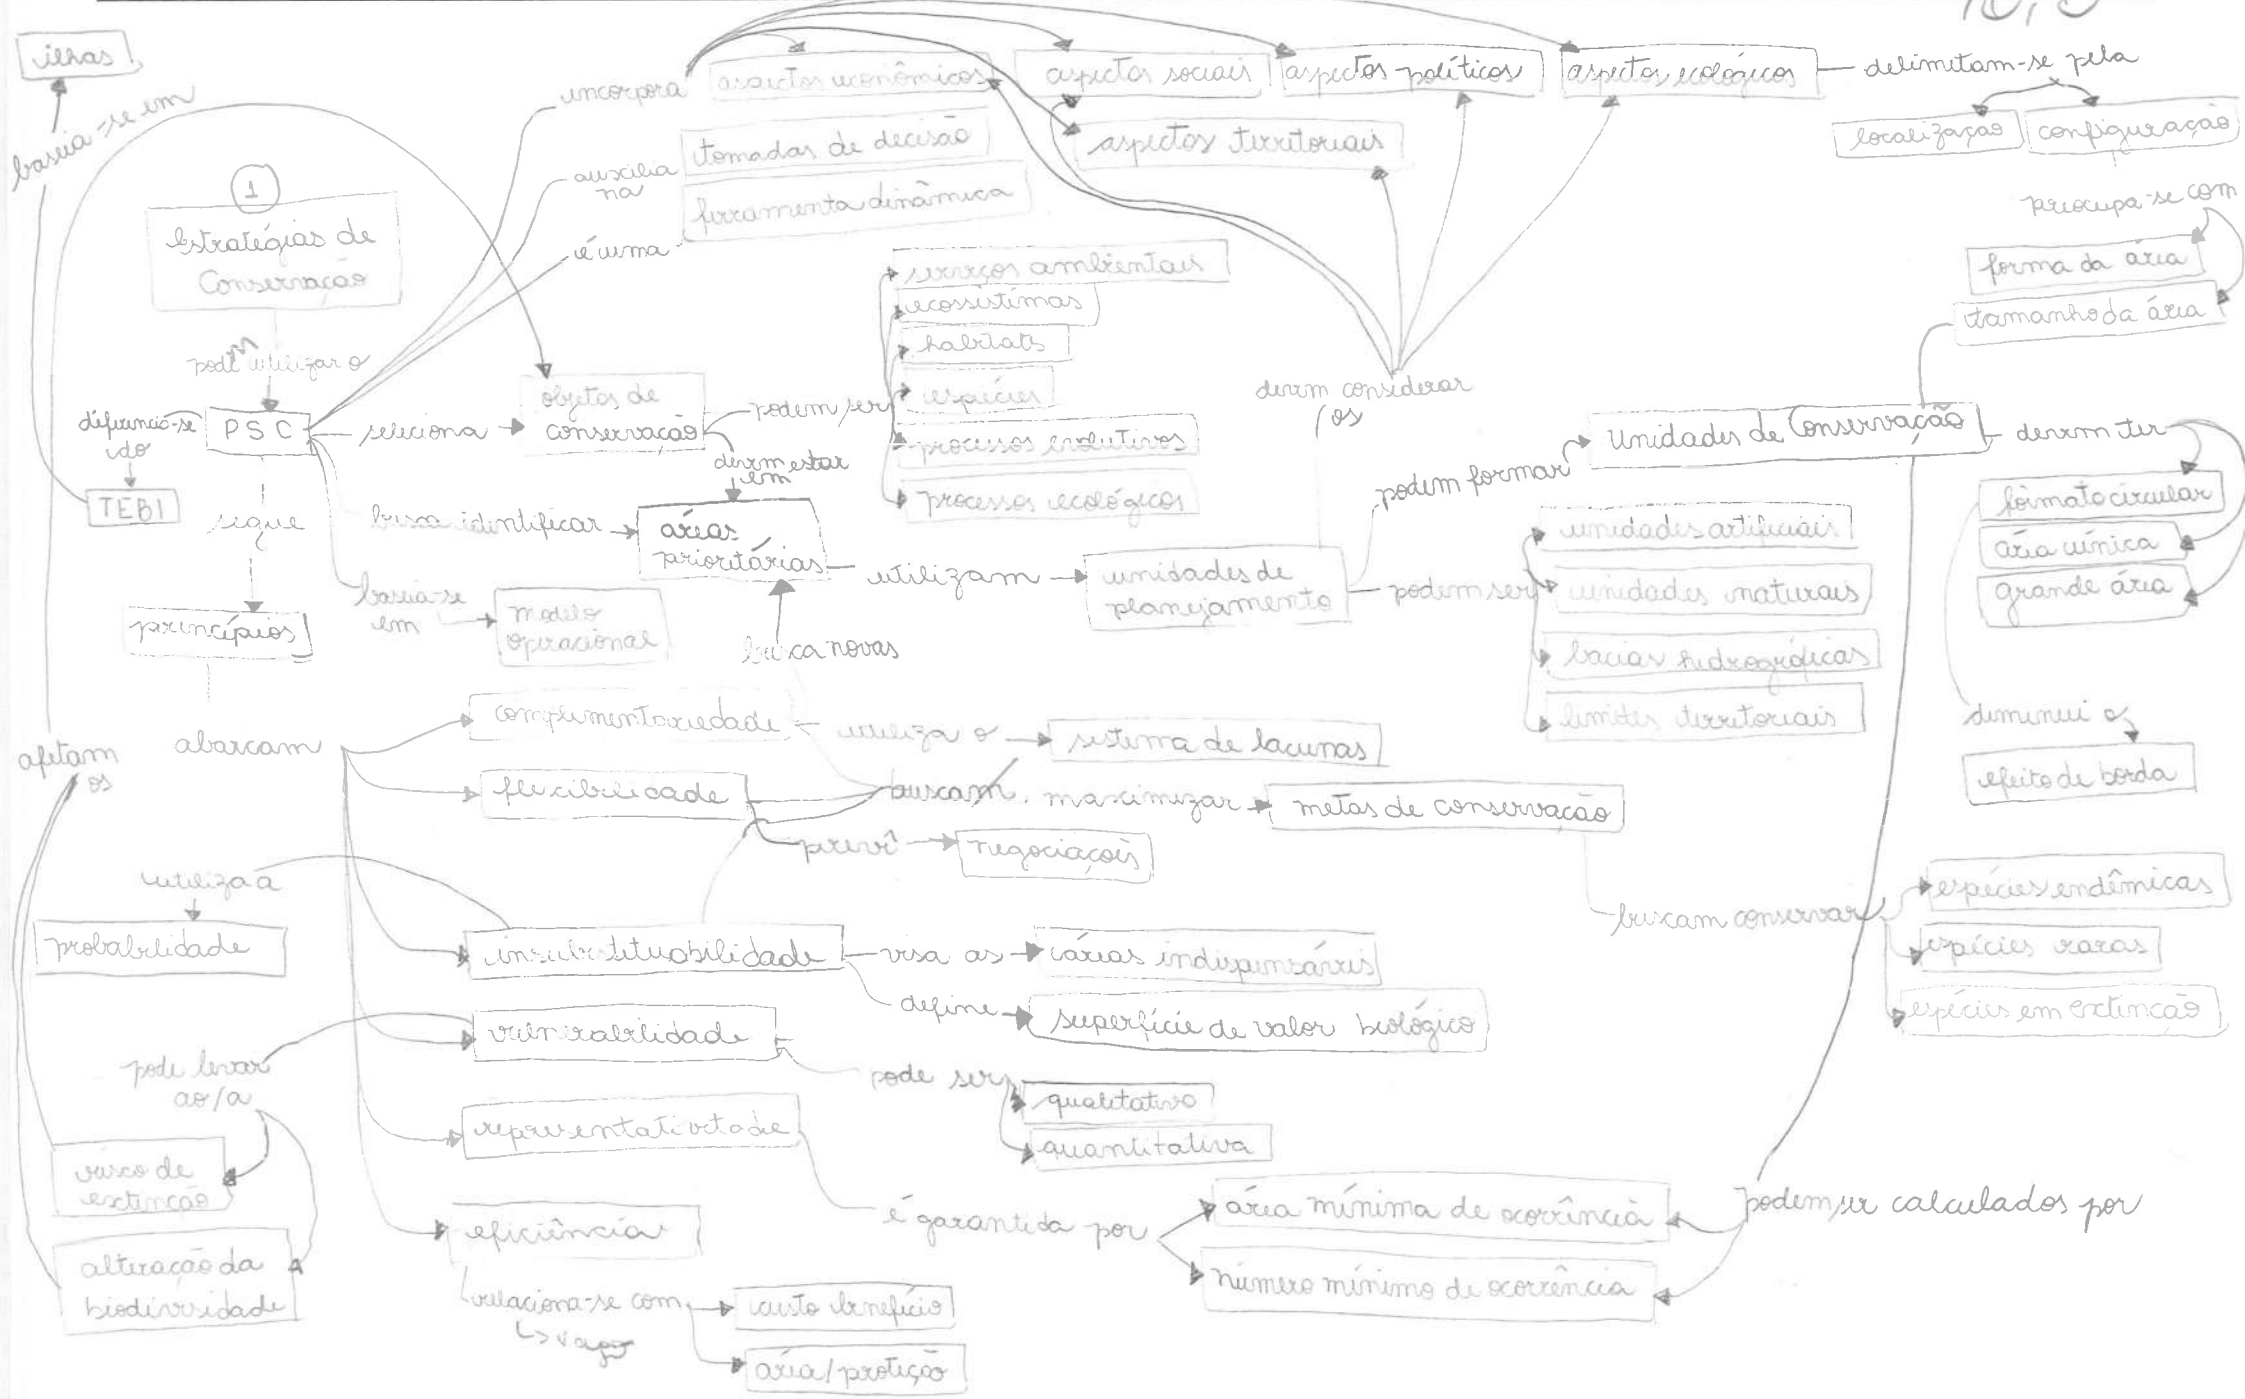 10,0
ilhas
baseia-se em
incorpora
aspectos econômicos
aspectos sociais
aspectos políticos
aspectos ecológicos
delimitam-se pela
localização
configuração
aspectos territoriais
auxilia
na
tomadas de decisão
é uma
ferramenta dinâmica
preocupa-se com
forma da área
tamanho da área
1
Estratégias de
Conservação
podem utilizar o
PSC
diferencia-se
do
TEBI
seleciona
objetos de
conservação
podem ser
serviços ambientais
ecossistemas
habitats
espécies
processos evolutivos
processos ecológicos
devem estar
em
devem considerar
os
segue
princípios
busca identificar
áreas
prioritárias
utilizam
unidades de
planejamento
podem formar
Unidades de Conservação
devem ter
formato circular
área única
grande área
podem ser
unidades artificiais
unidades naturais
bacias hidrográficas
limites territoriais
diminui o
efeito de borda
baseia-se
em
modelo
operacional
busca novas
afetam
os
abarcam
complementariedade
utiliza o
sistema de lacunas
flexibilidade
buscam maximizar
metas de conservação
prevê
negociações
buscam conservar
espécies endêmicas
espécies raras
espécies em extinção
utiliza a
probabilidade
insubstituabilidade
visa as
áreas indispensáveis
define
superfície de valor biológico
vulnerabilidade
pode ser
qualitativo
quantitativa
pode levar
ao/a
risco de
extinção
alteração da
biodiversidade
representatividade
é garantida por
área mínima de ocorrência
número mínimo de ocorrência
podem ser calculados por
eficiência
relaciona-se com
↳ vago
custo benefício
área/proteção